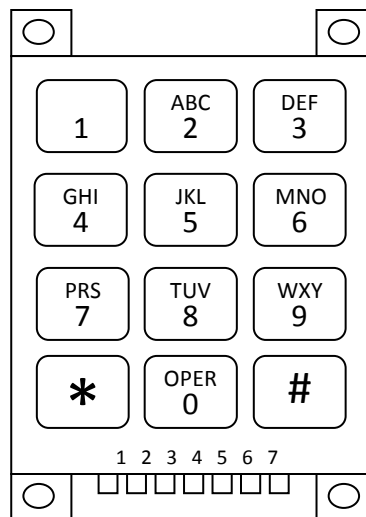 ABC DEF
1 2 3
GHI JKL MNO
4 5 6
PRS TUV WXY
7 8 9
* OPER #
0
1 2 3 4 5 6 7